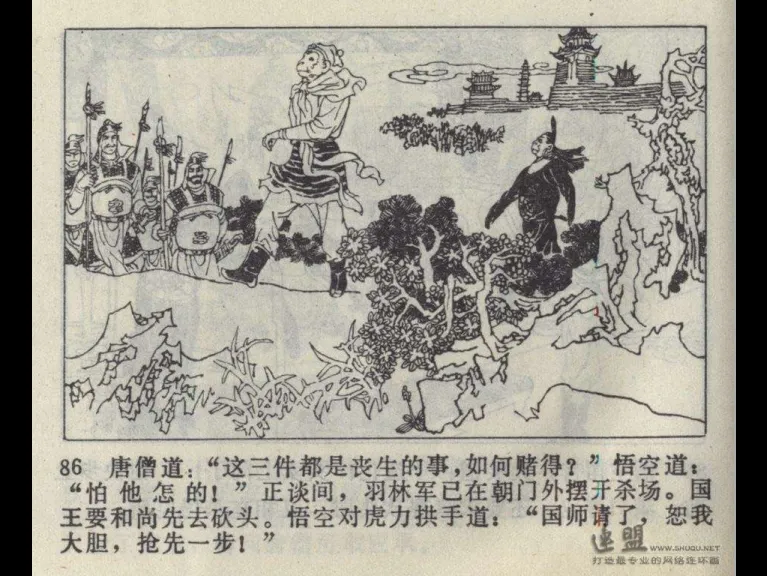 86 唐僧道：“这三件都是丧生的事，如何赌得？”悟空道：
“怕他怎的！”正谈间，羽林军已在朝门外摆开杀场。国
王要和尚先去砍头。悟空对虎力拱手道：“国师请了，恕我
大胆，抢先一步！”
连盟 WWW.SHUQU.NET
打造最专业的网络连环画